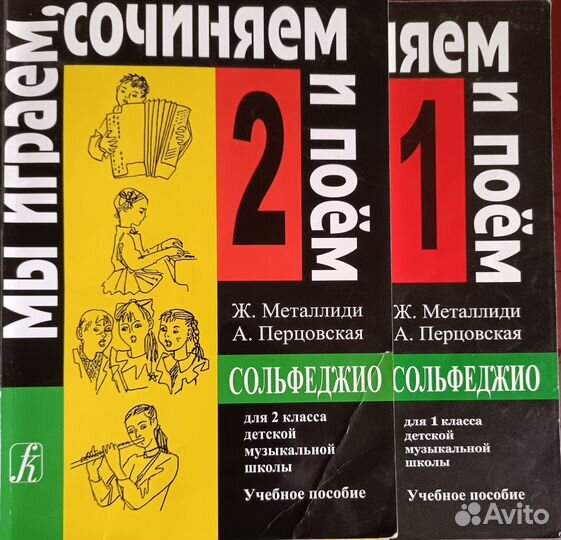 Мы играем,
сочиняем
и поём
2
Ж. Металлиди
А. Перцовская
СОЛЬФЕДЖИО
для 2 класса
детской
музыкальной
школы
Учебное пособие
няем
и поём
1
Ж. Металлиди
А. Перцовская
СОЛЬФЕДЖИО
для 1 класса
детской
музыкальной
школы
Учебное пособие
Avito